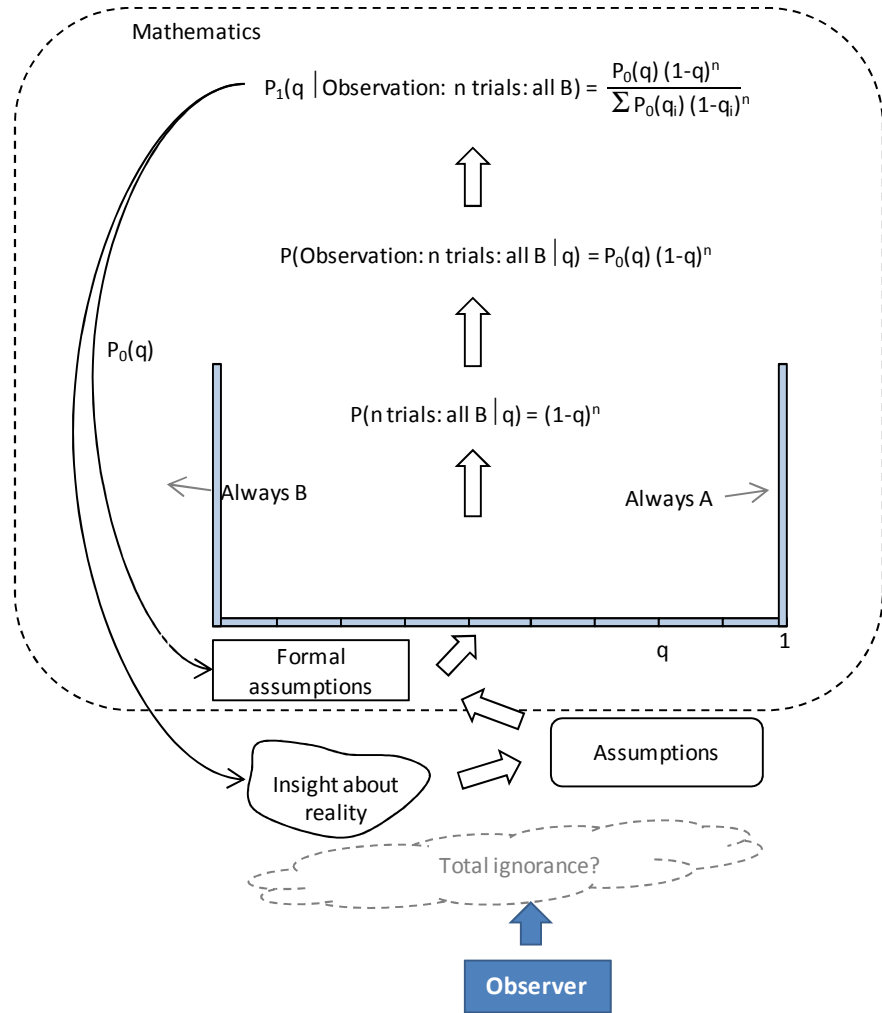 Mathematics
P₁(q | Observation: n trials: all B) = P₀(q) (1-q)ⁿ / Σ P₀(qᵢ) (1-qᵢ)ⁿ
P(Observation: n trials: all B | q) = P₀(q) (1-q)ⁿ
P₀(q)
P(n trials: all B | q) = (1-q)ⁿ
Always B
Always A
q
1
Formal
assumptions
Assumptions
Insight about
reality
Total ignorance?
Observer